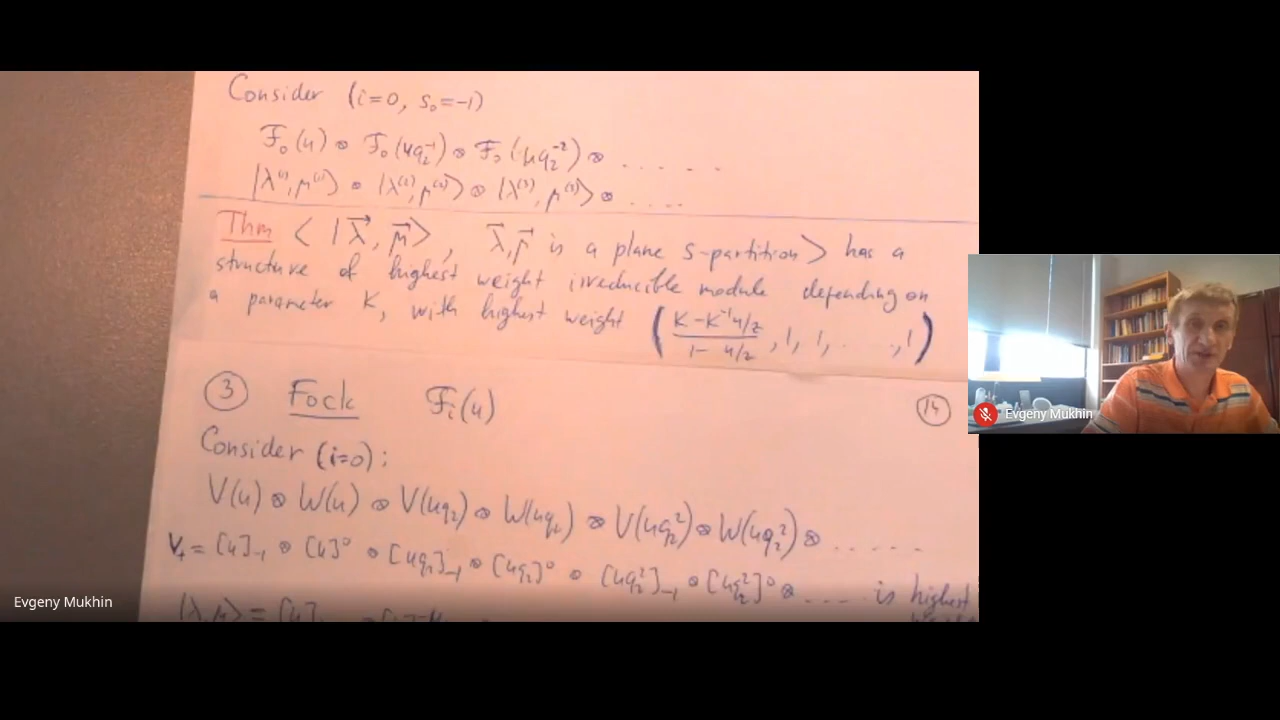 Consider (i=0, s₀=-1)
F₀(u) ⊗ F₀(uq₂⁻¹) ⊗ F₀(uq₂⁻²) ⊗ . . . . . .
|λ⁽¹⁾, μ⁽¹⁾⟩ ⊗ |λ⁽²⁾, μ⁽²⁾⟩ ⊗ |λ⁽³⁾, μ⁽³⁾⟩ ⊗ . . . .
Thm ⟨ |λ⃗, μ⃗⟩, λ⃗, μ⃗ is a plane s-partition ⟩ has a
structure of highest weight irreducible module depending on
a parameter K, with highest weight ( (K - K⁻¹u/z)/(1 - u/z), 1, 1, . . . , 1 )
③ Fock Fᵢ(u) ⑭
Consider (i=0):
V(u) ⊗ W(u) ⊗ V(uq₂) ⊗ W(uq₂) ⊗ V(uq₂²) ⊗ W(uq₂²) ⊗ . . . . . .
= [u]₋₁ ⊗ [u]⁰ ⊗ [uq₂]₋₁ ⊗ [uq₂]⁰ ⊗ [uq₂²]₋₁ ⊗ [uq₂²]⁰ ⊗ . . . . . is highest
|λ, μ⟩ =
Evgeny Mukhin
Evgeny Mukhin